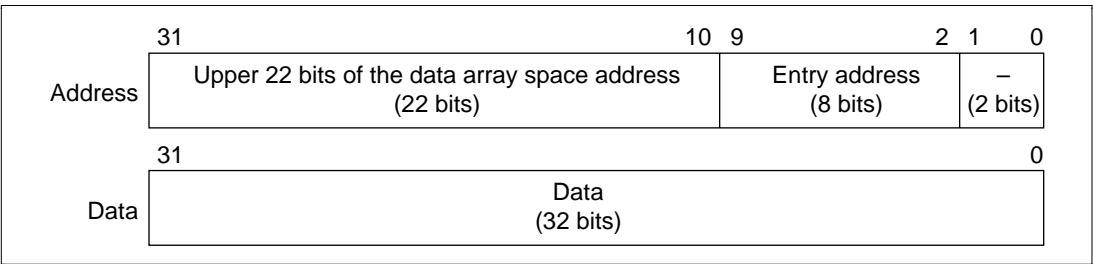 31 10 9 2 1 0
Address Upper 22 bits of the data array space address Entry address –
(22 bits) (8 bits) (2 bits)
31 0
Data Data
(32 bits)